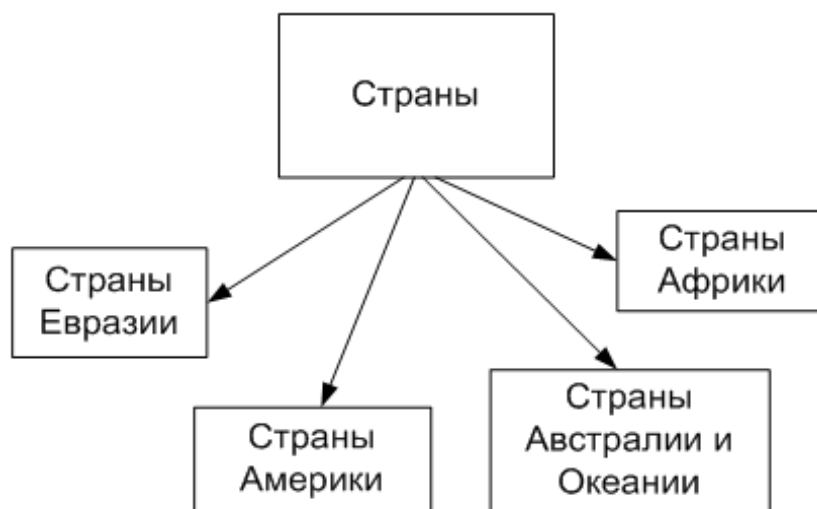 Страны
Страны
Евразии
Страны
Америки
Страны
Австралии и
Океании
Страны
Африки